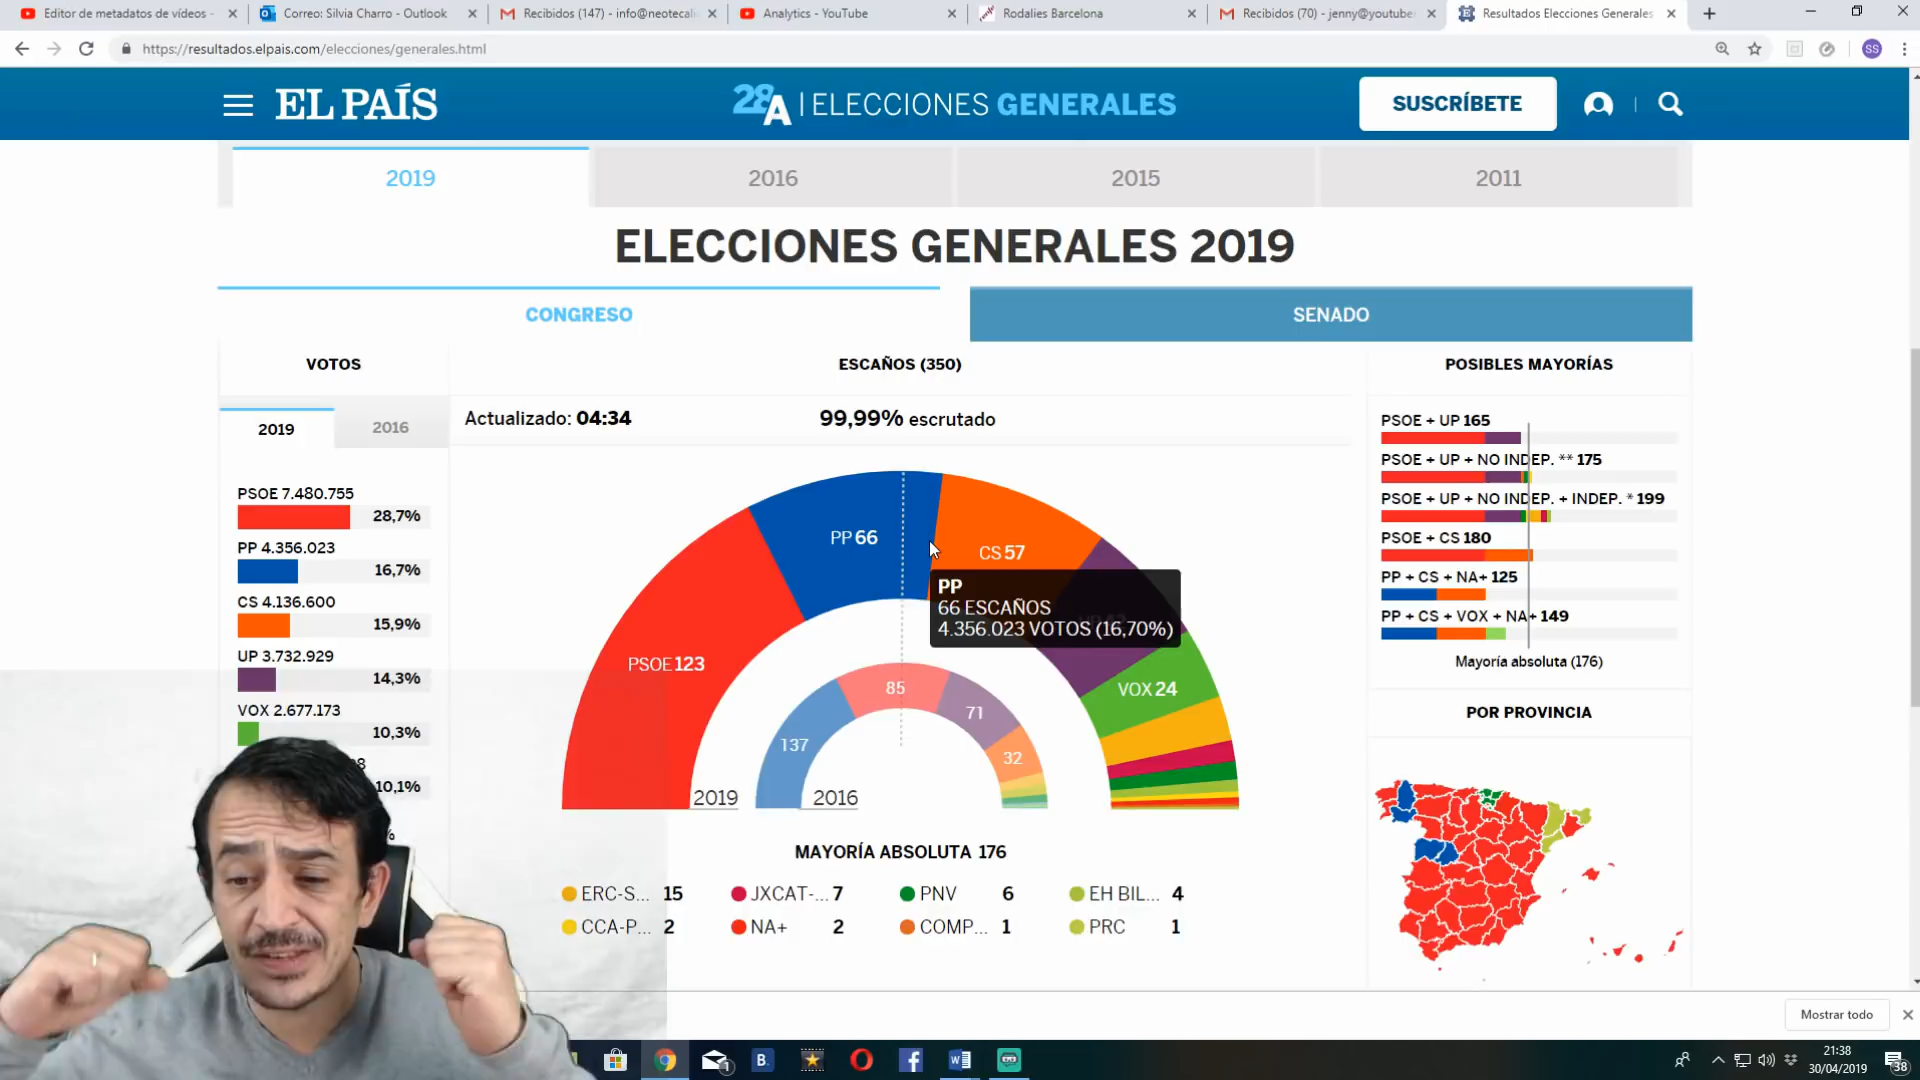 Editor de metadatos de vídeos -
Correo: Silvia Charro - Outlook
Recibidos (147) - info@neotecali
Analytics - YouTube
Rodalies Barcelona
Recibidos (70) - jenny@youtube
Resultados Elecciones Generales
https://resultados.elpais.com/elecciones/generales.html
SS
EL PAÍS
28A | ELECCIONES GENERALES
SUSCRÍBETE
2019
2016
2015
2011
ELECCIONES GENERALES 2019
CONGRESO
SENADO
VOTOS
ESCAÑOS (350)
POSIBLES MAYORÍAS
2019
2016
Actualizado: 04:34
99,99% escrutado
PSOE 7.480.755
28,7%
PP 4.356.023
16,7%
CS 4.136.600
15,9%
UP 3.732.929
14,3%
VOX 2.677.173
10,3%
8
10,1%
%
PP 66
CS 57
PSOE 123
VOX 24
PP
66 ESCAÑOS
4.356.023 VOTOS (16,70%)
85
71
137
32
2019
2016
MAYORÍA ABSOLUTA 176
ERC-S... 15
JXCAT-... 7
PNV 6
EH BIL... 4
CCA-P... 2
NA+ 2
COMP... 1
PRC 1
PSOE + UP 165
PSOE + UP + NO INDEP. ** 175
PSOE + UP + NO INDEP. + INDEP. * 199
PSOE + CS 180
PP + CS + NA+ 125
PP + CS + VOX + NA+ 149
Mayoría absoluta (176)
POR PROVINCIA
Mostrar todo
1
B.
21:38
30/04/2019
38